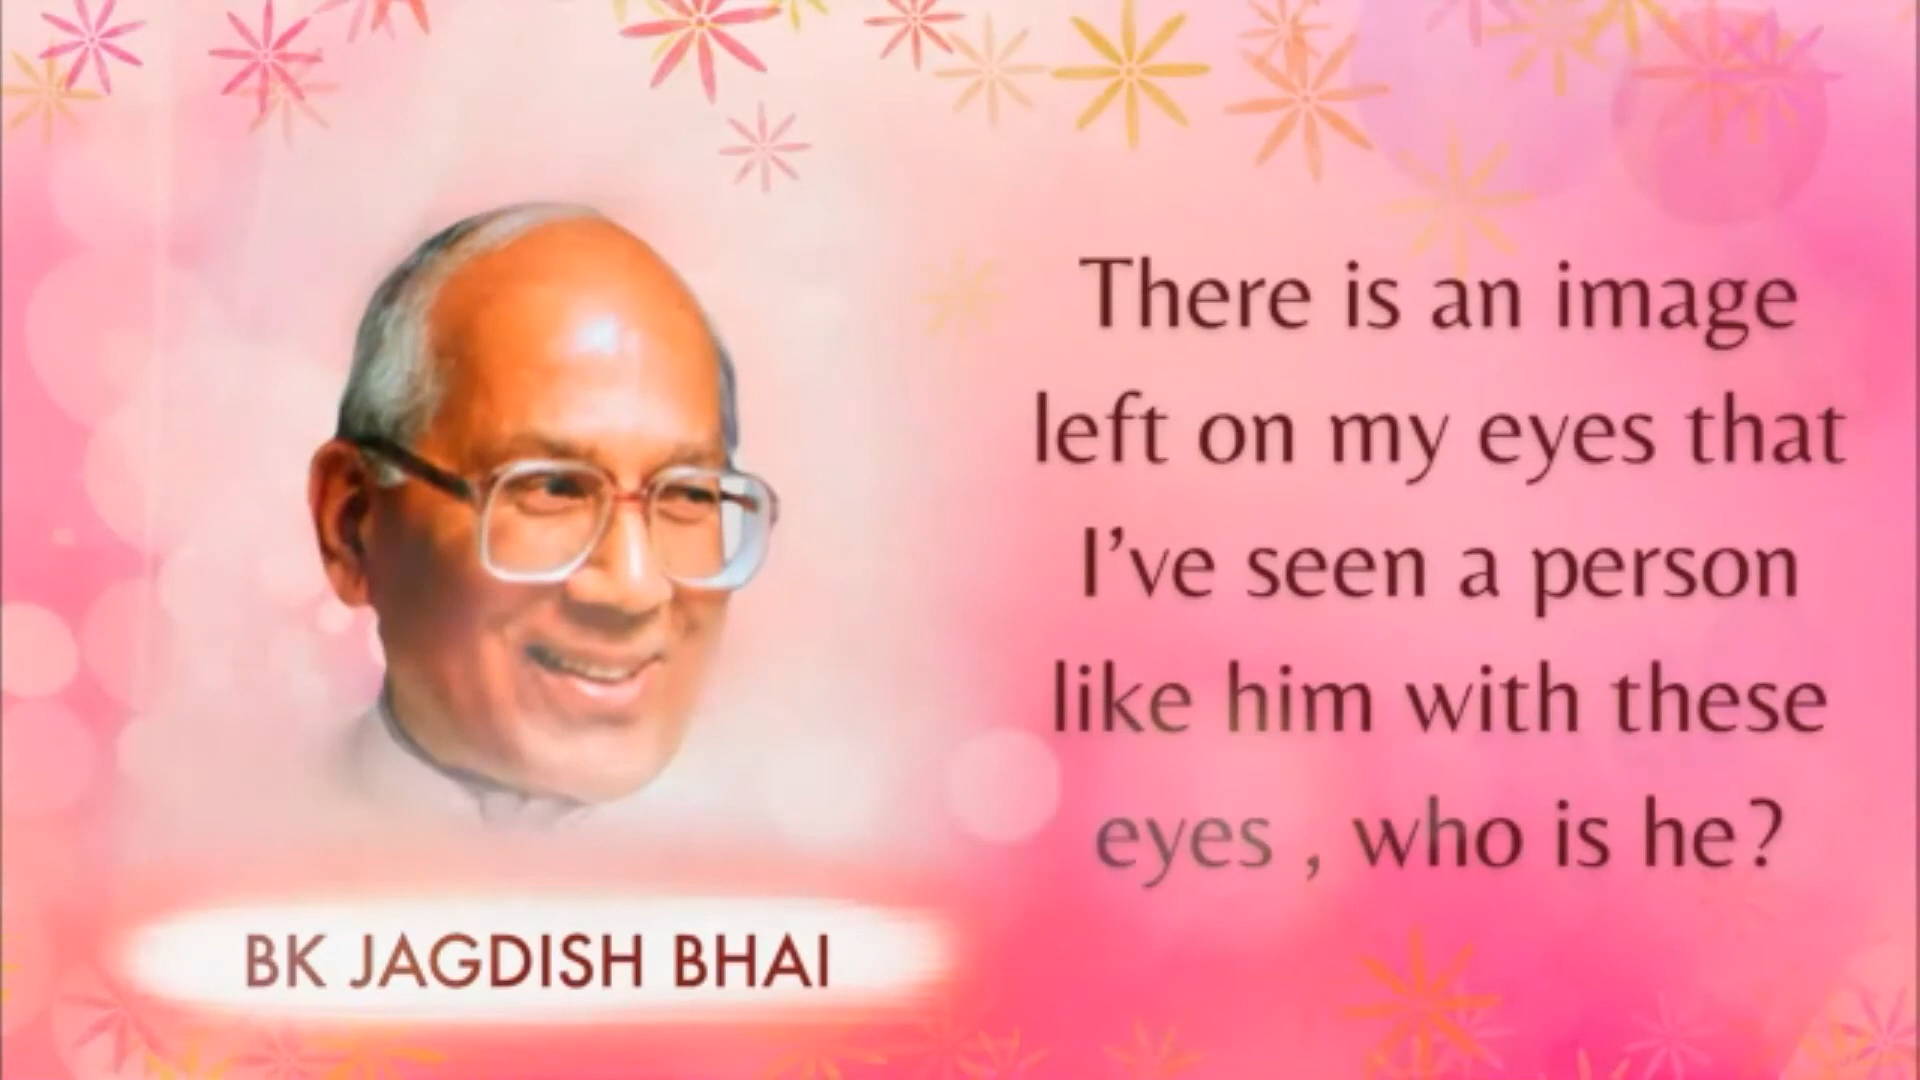 There is an image
left on my eyes that
I've seen a person
like him with these
eyes , who is he?
BK JAGDISH BHAI